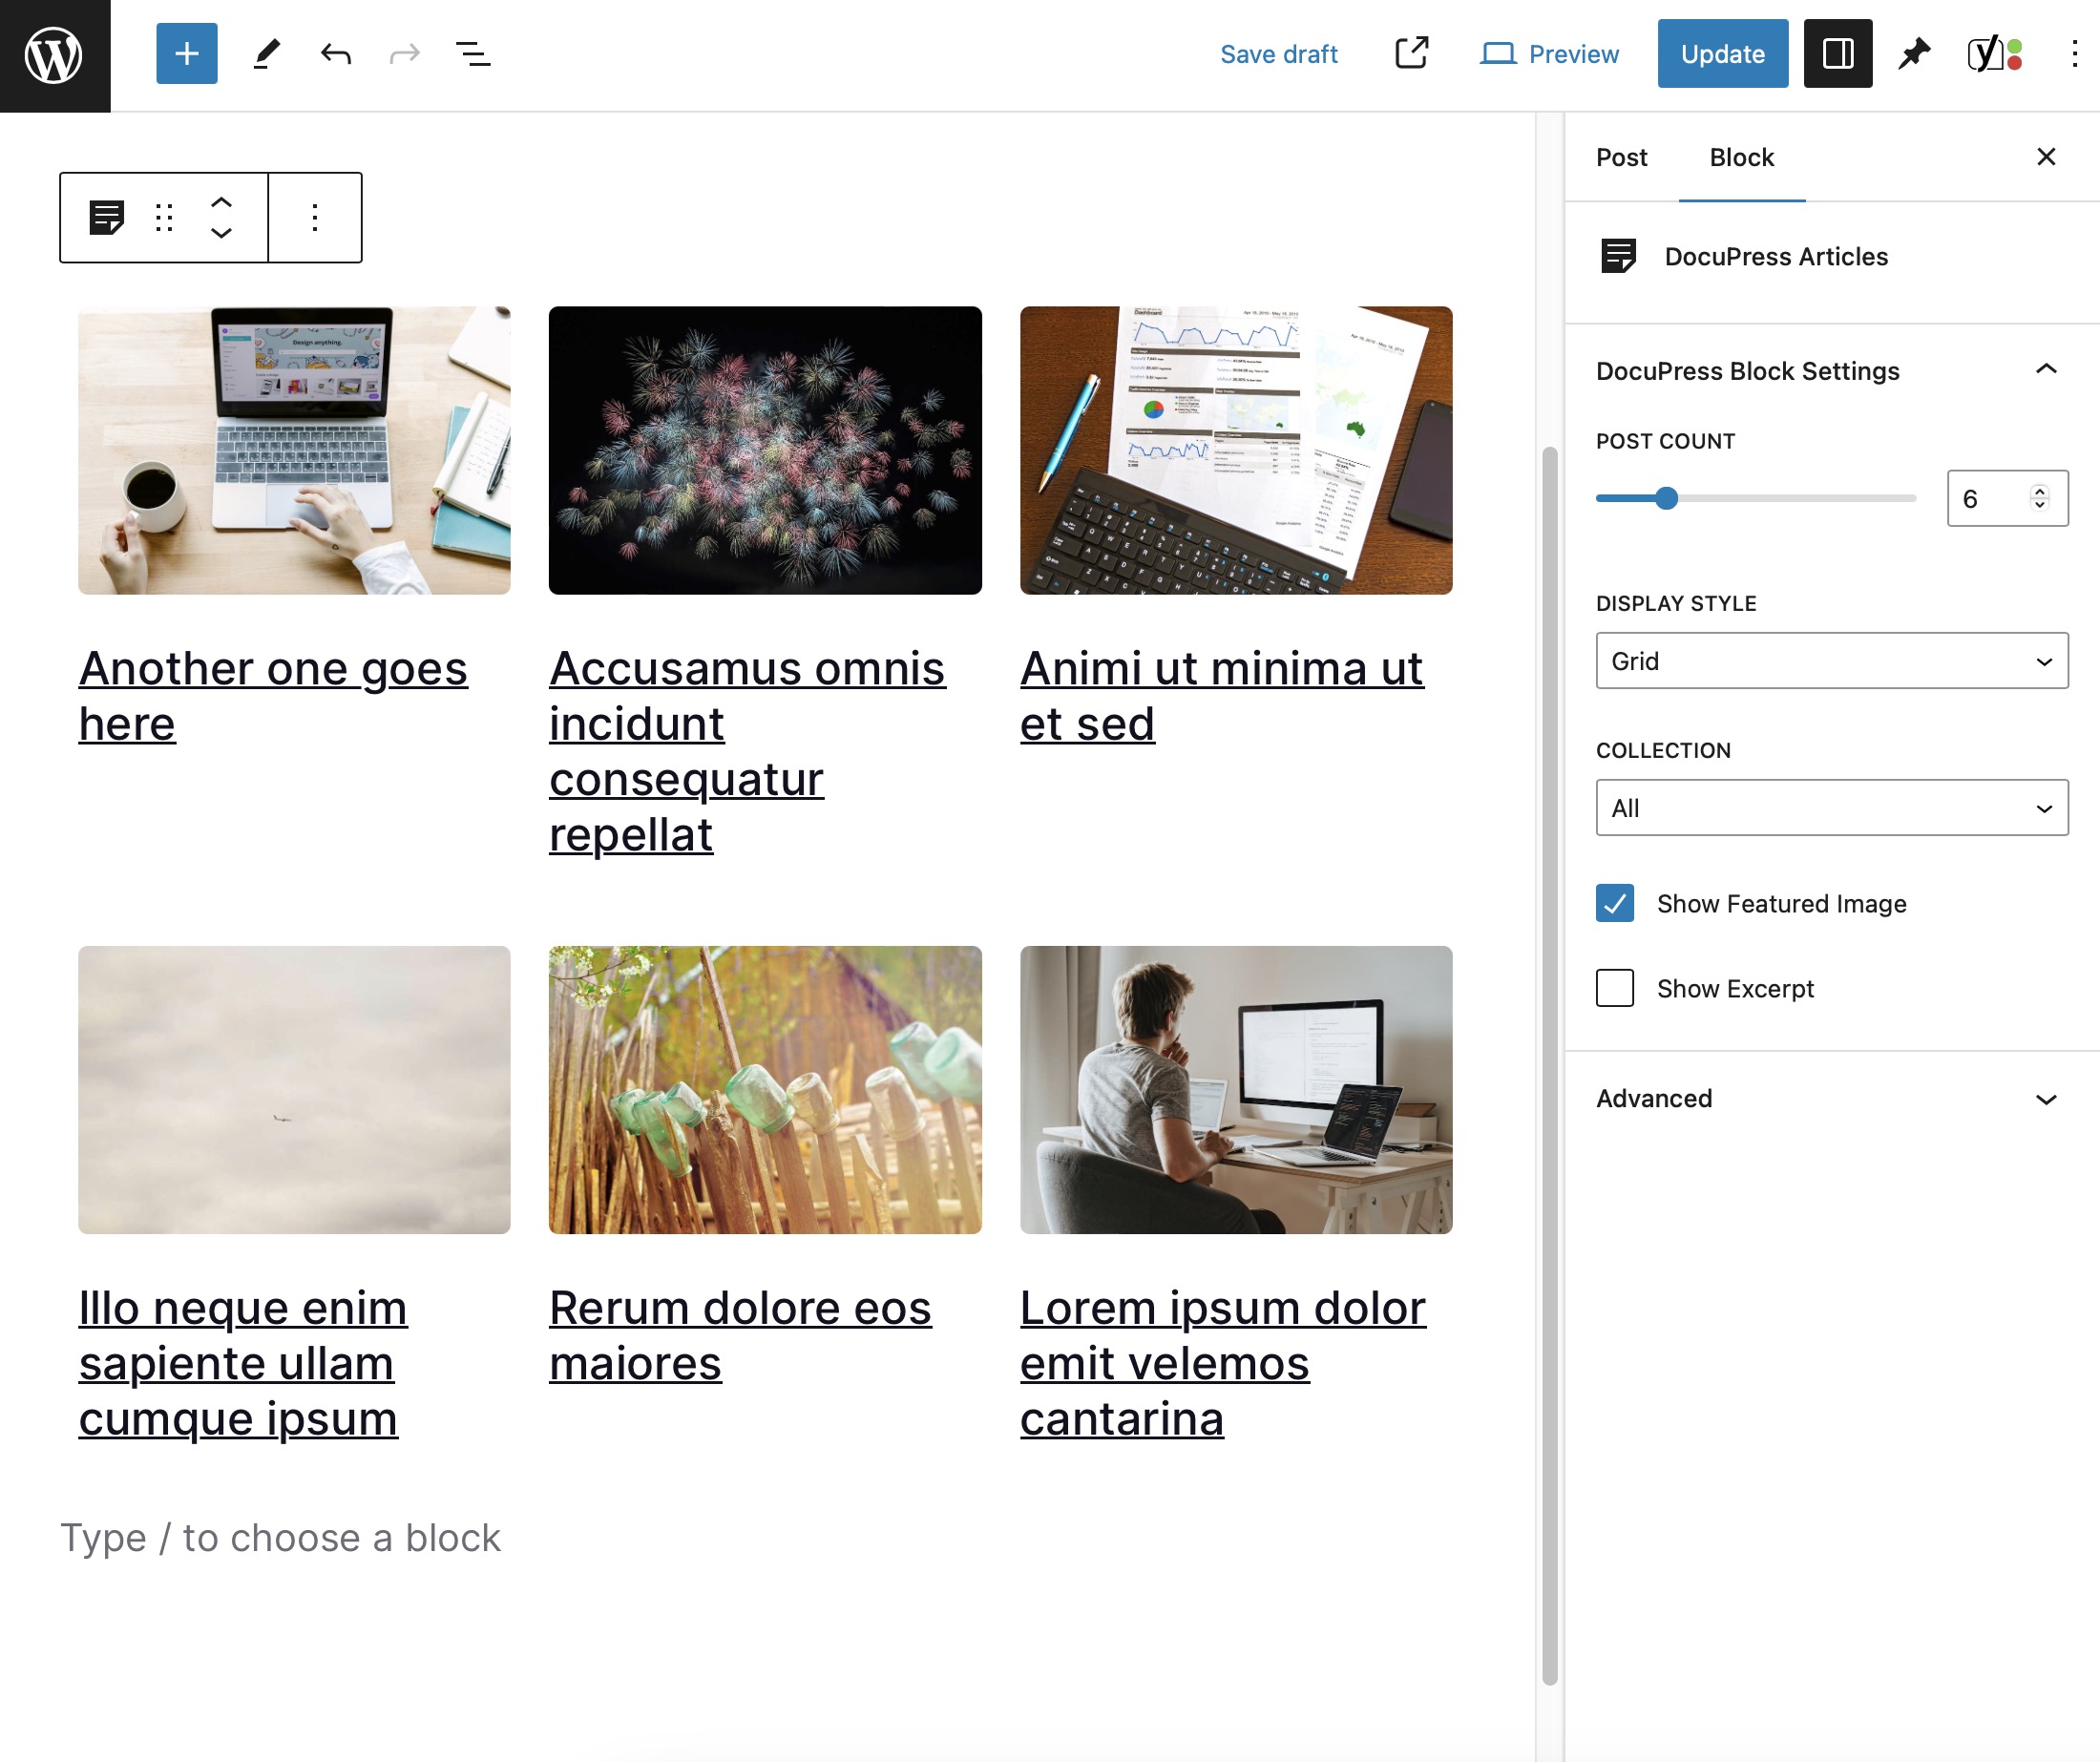 Save draft
Preview
Update
Post
Block
DocuPress Articles
DocuPress Block Settings
POST COUNT
6
DISPLAY STYLE
Grid
COLLECTION
All
Show Featured Image
Show Excerpt
Advanced
Design anything.
Dashboard
Another one goes
here
Accusamus omnis
incidunt
consequatur
repellat
Animi ut minima ut
et sed
Illo neque enim
sapiente ullam
cumque ipsum
Rerum dolore eos
maiores
Lorem ipsum dolor
emit velemos
cantarina
Type / to choose a block